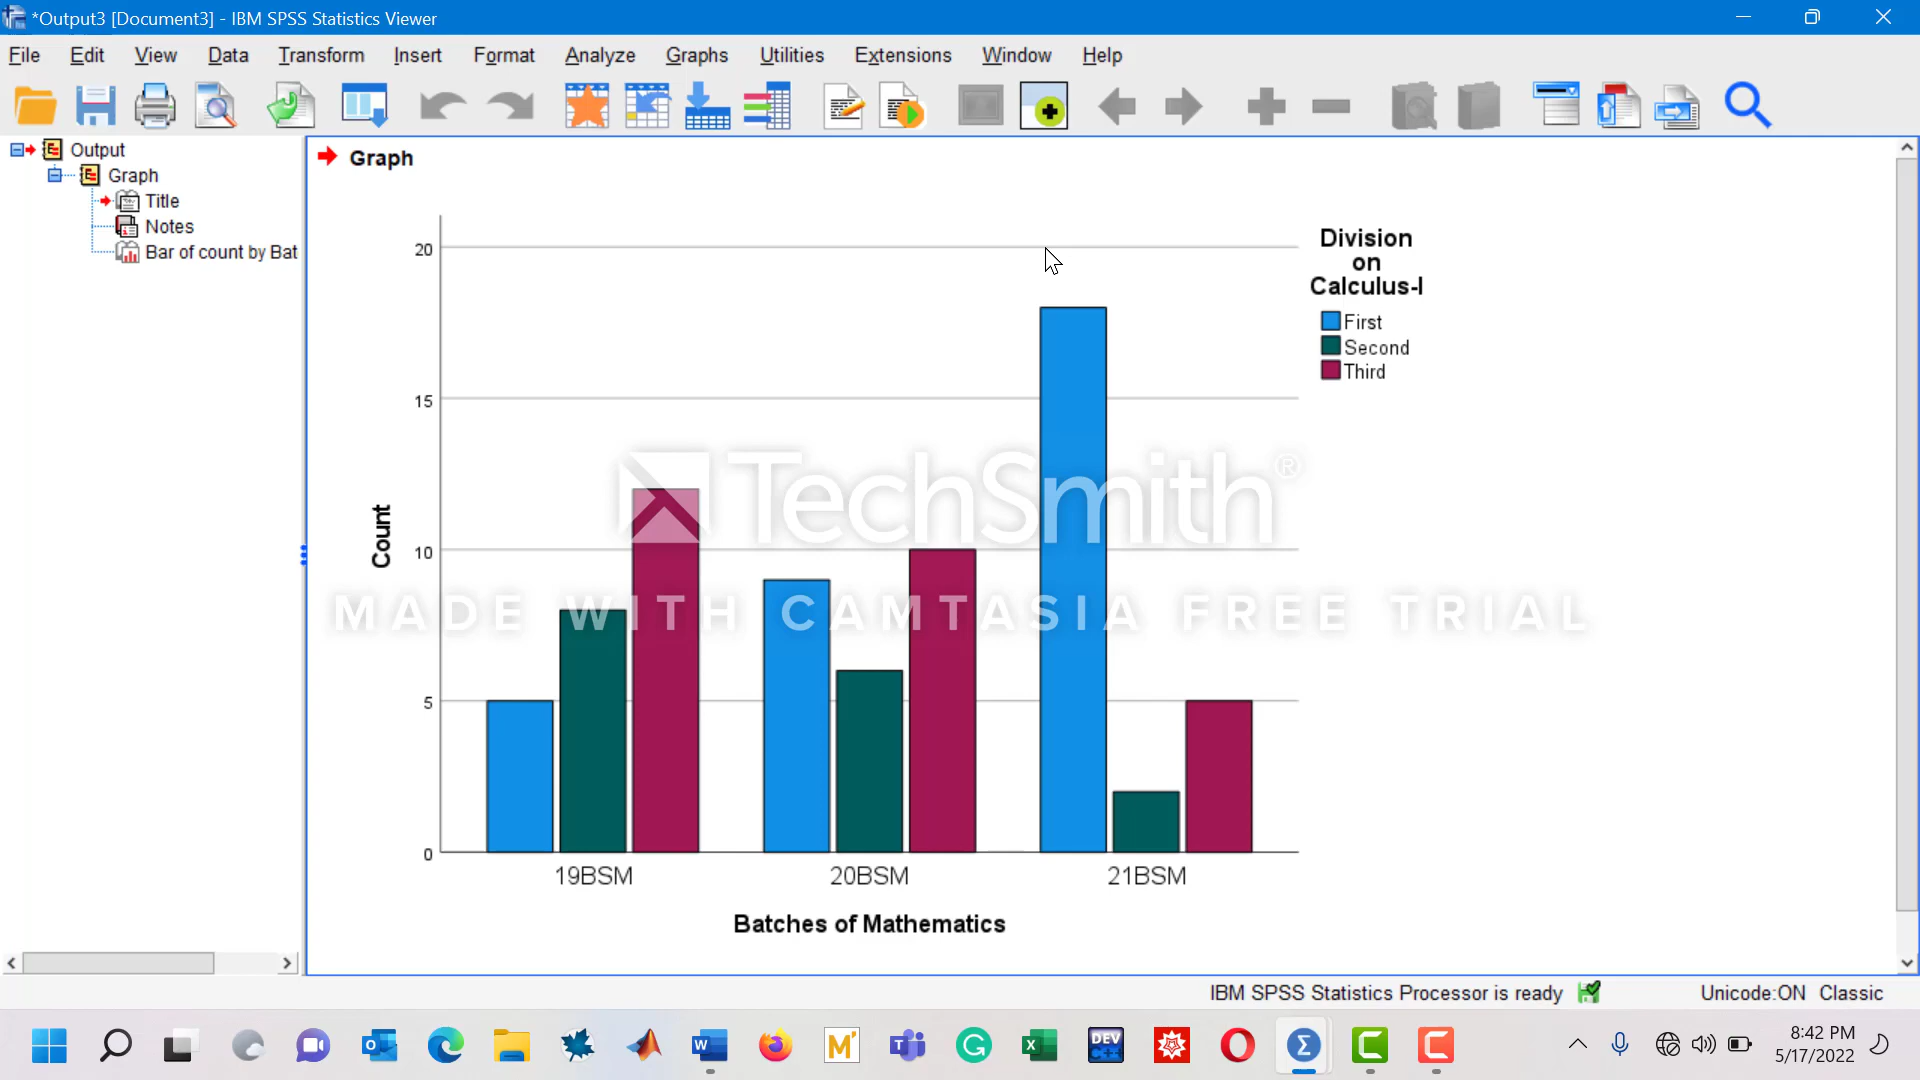 *Output3 [Document3] - IBM SPSS Statistics Viewer
File Edit View Data Transform Insert Format Analyze Graphs Utilities Extensions Window Help
Output
Graph
Title
Notes
Bar of count by Bat
Graph
20
15
10
5
0
Count
19BSM 20BSM 21BSM
Batches of Mathematics
Division
on
Calculus-I
First
Second
Third
TechSmith®
MADE WITH CAMTASIA FREE TRIAL
IBM SPSS Statistics Processor is ready Unicode:ON Classic
DEV
C++
8:42 PM
5/17/2022